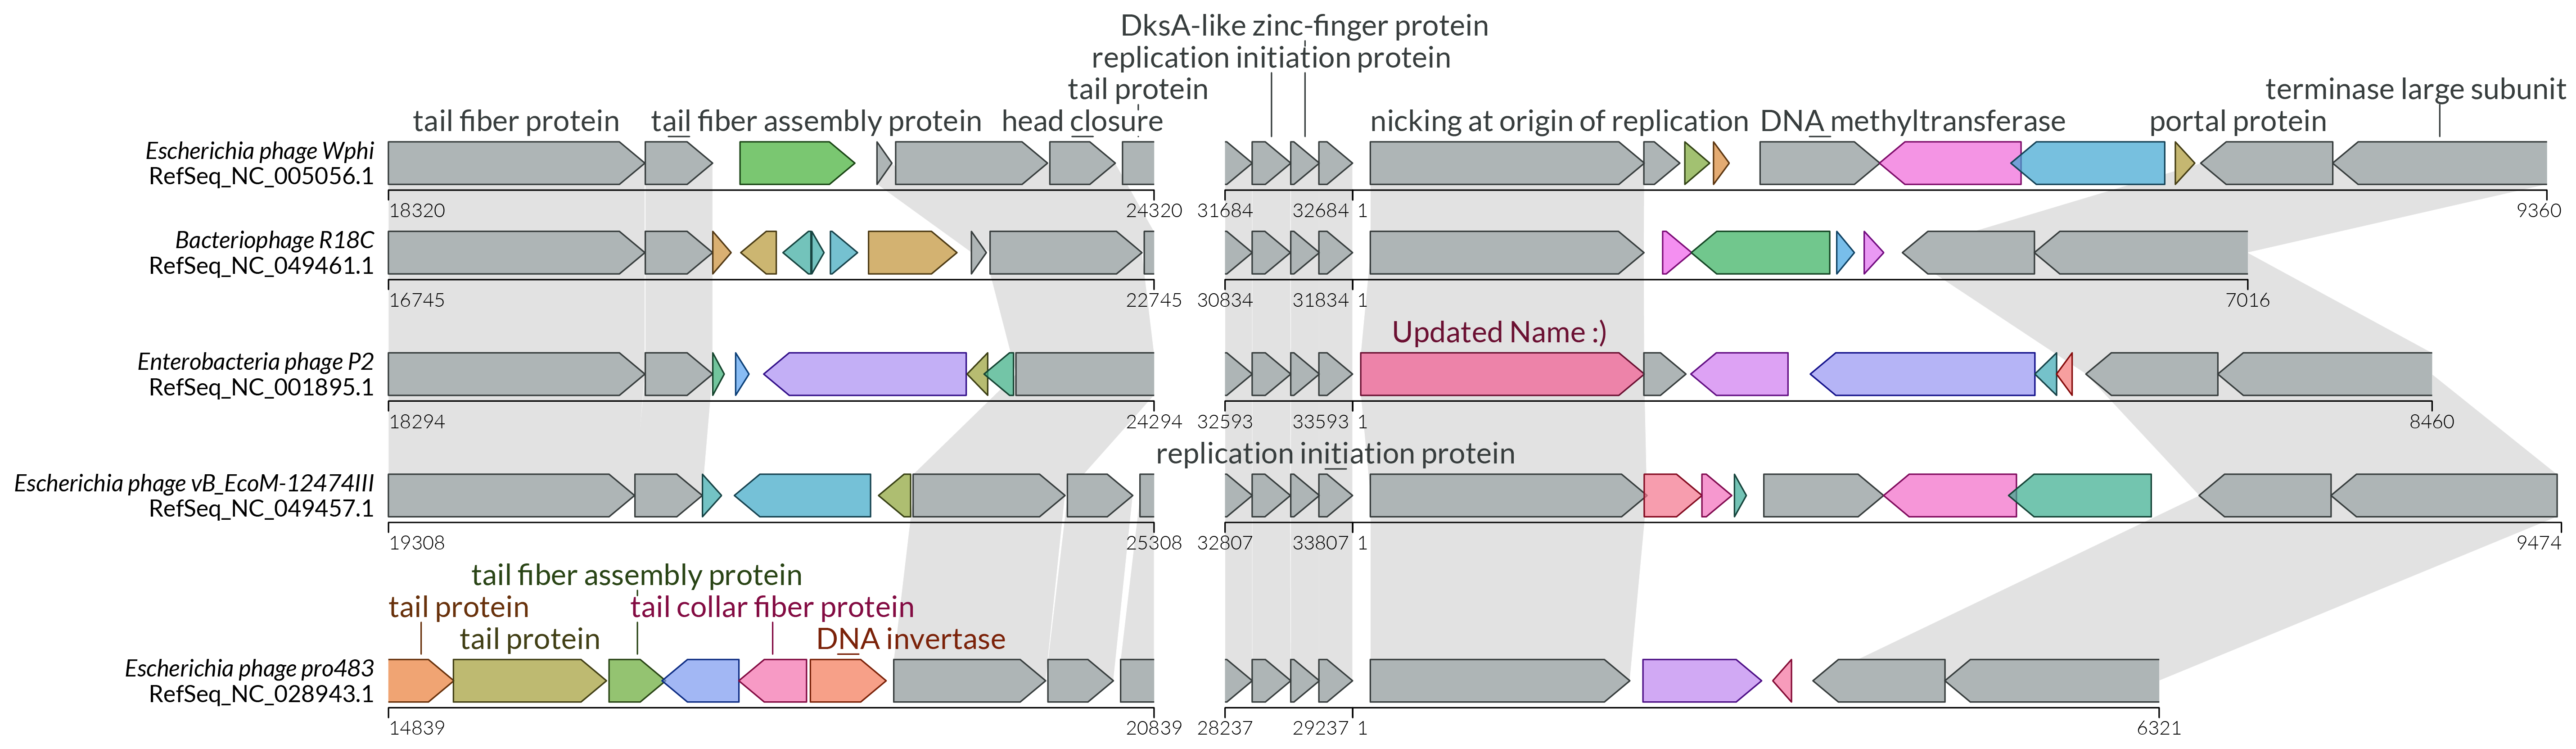 DksA-like zinc-finger protein
replication initiation protein
tail protein
terminase large subunit
tail fiber protein tail fiber assembly protein head closure nicking at origin of replication DNA methyltransferase portal protein
Escherichia phage Wphi
RefSeq_NC_005056.1
18320 24320 31684 32684 1 9360
Bacteriophage R18C
RefSeq_NC_049461.1
16745 22745 30834 31834 1 7016
Updated Name :)
Enterobacteria phage P2
RefSeq_NC_001895.1
18294 24294 32593 33593 1 8460
replication initiation protein
Escherichia phage vB_EcoM-12474III
RefSeq_NC_049457.1
19308 25308 32807 33807 1 9474
tail fiber assembly protein
tail protein tail collar fiber protein
tail protein DNA invertase
Escherichia phage pro483
RefSeq_NC_028943.1
14839 20839 28237 29237 1 6321